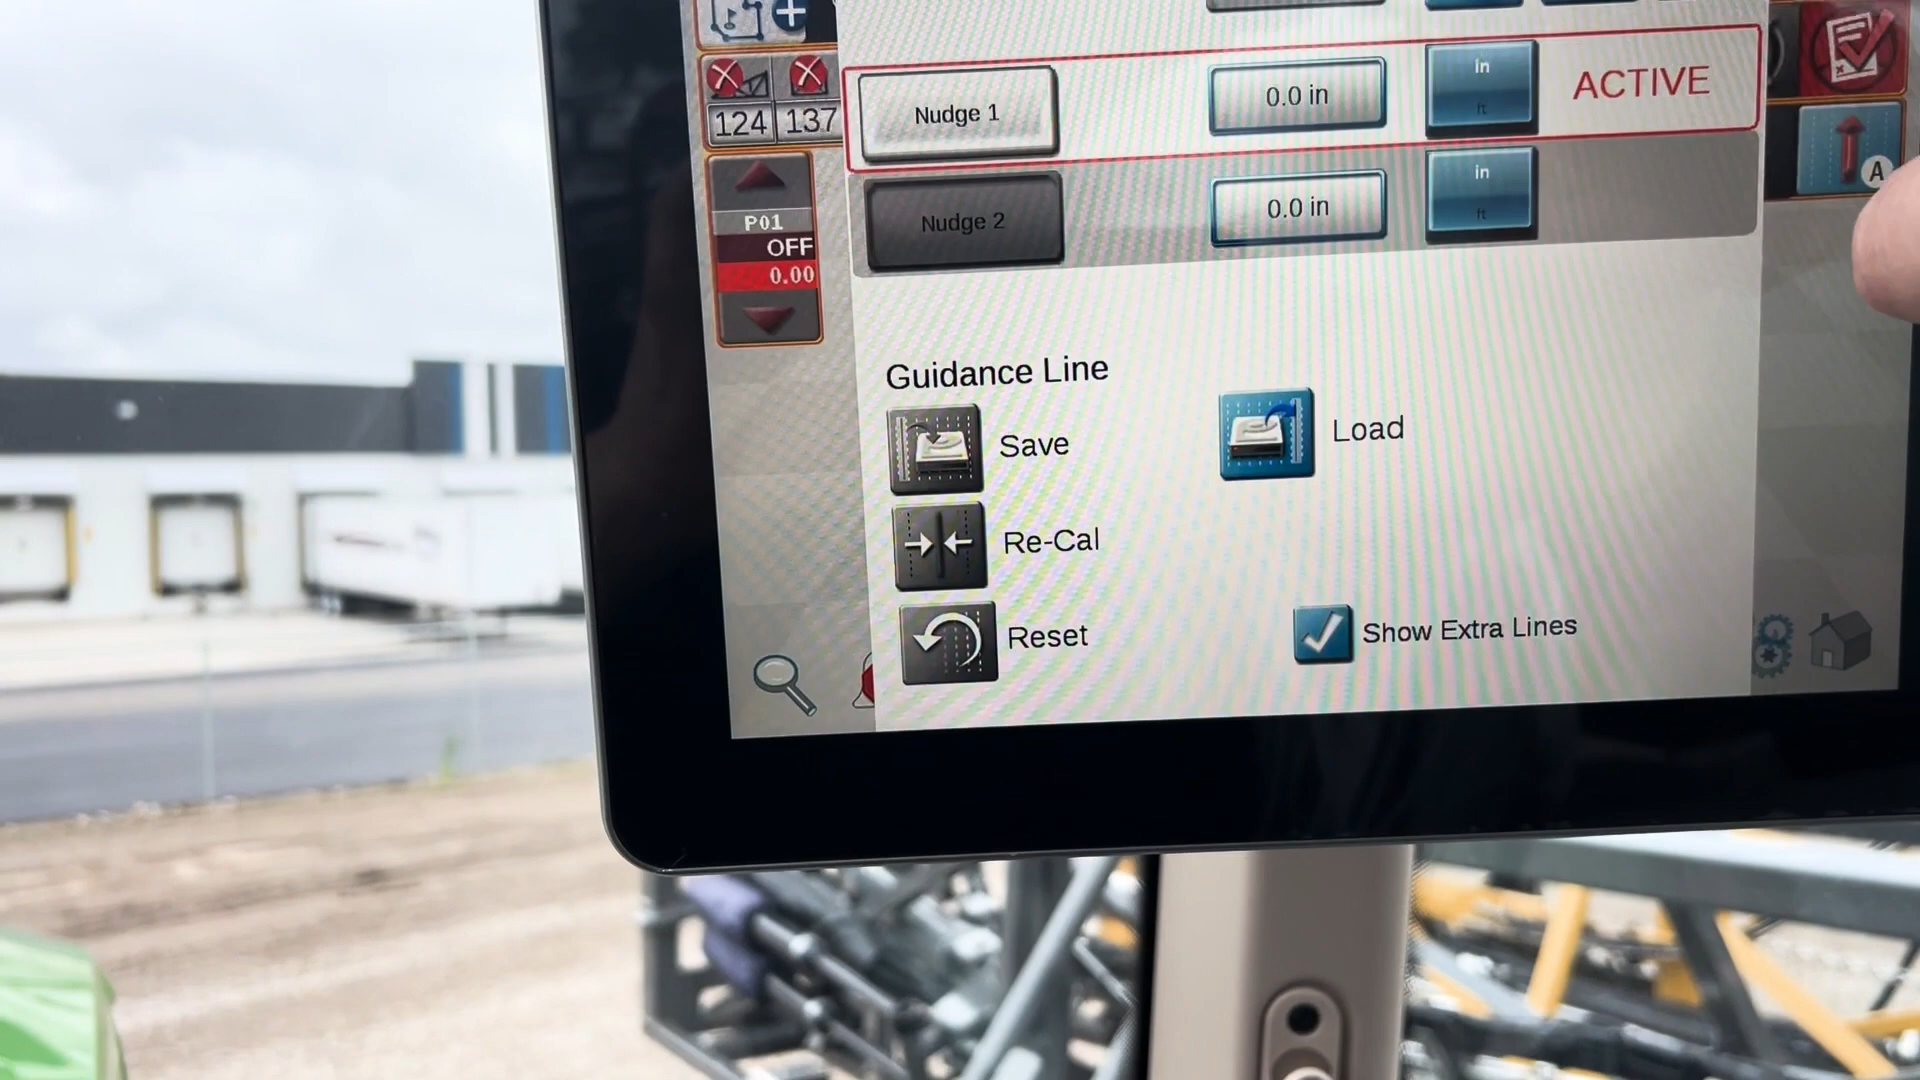 124 137
Nudge 1 0.0 in in ft ACTIVE
Nudge 2 0.0 in in ft
P01
OFF
0.00
A
Guidance Line
Save
Load
Re-Cal
Reset
Show Extra Lines